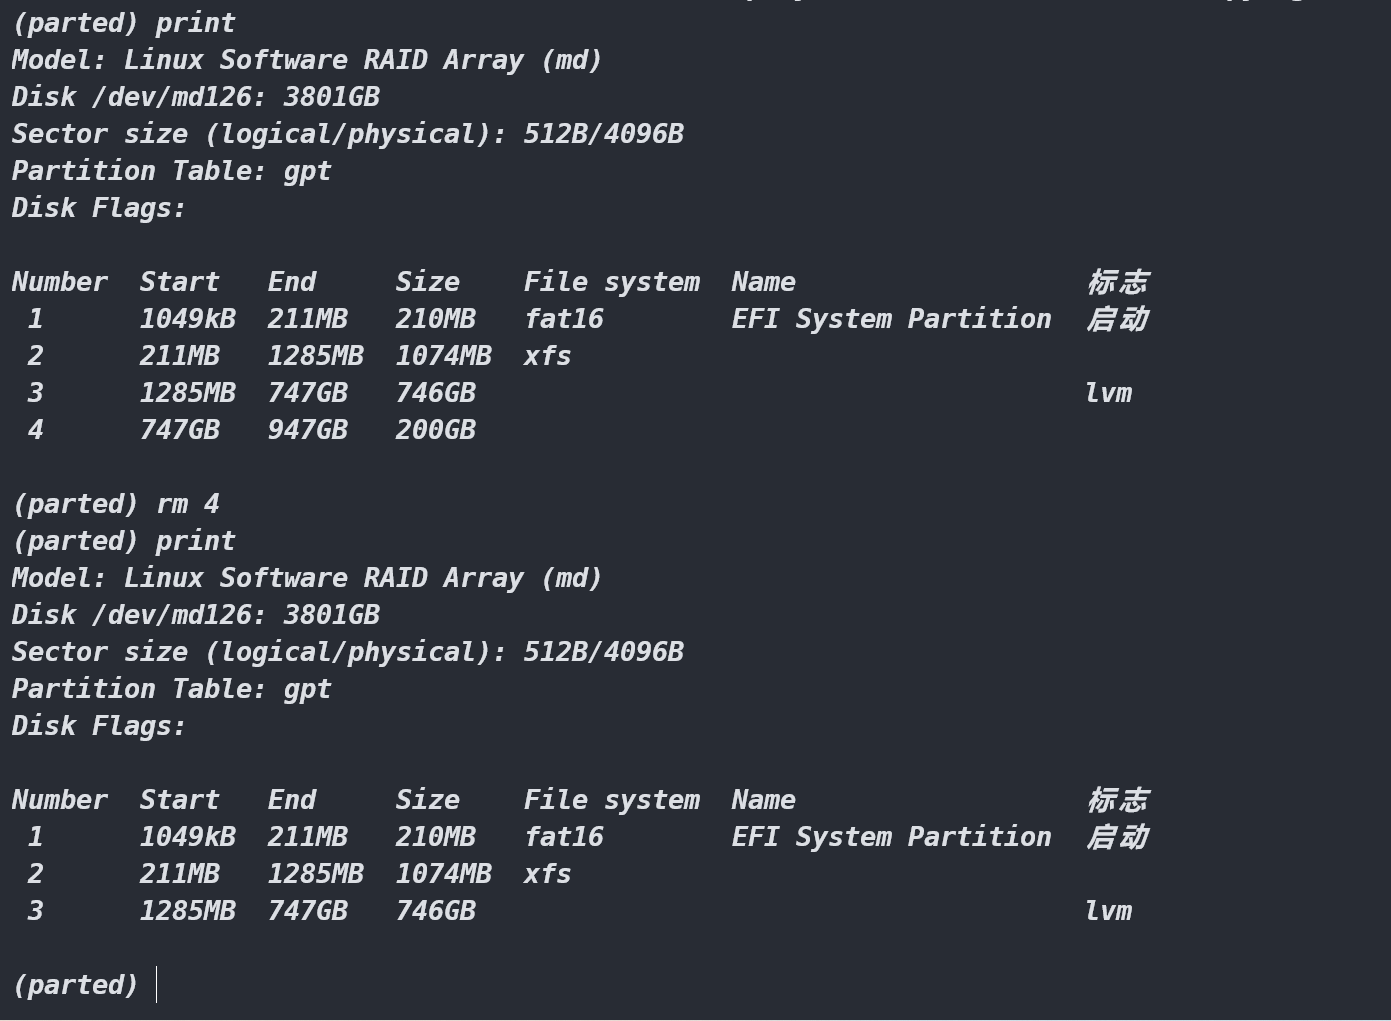 (parted) print
Model: Linux Software RAID Array (md)
Disk /dev/md126: 3801GB
Sector size (logical/physical): 512B/4096B
Partition Table: gpt
Disk Flags:
Number  Start   End     Size    File system  Name                  标志
 1      1049kB  211MB   210MB   fat16        EFI System Partition  启动
 2      211MB   1285MB  1074MB  xfs
 3      1285MB  747GB   746GB                                      lvm
 4      747GB   947GB   200GB
(parted) rm 4
(parted) print
Model: Linux Software RAID Array (md)
Disk /dev/md126: 3801GB
Sector size (logical/physical): 512B/4096B
Partition Table: gpt
Disk Flags:
Number  Start   End     Size    File system  Name                  标志
 1      1049kB  211MB   210MB   fat16        EFI System Partition  启动
 2      211MB   1285MB  1074MB  xfs
 3      1285MB  747GB   746GB                                      lvm
(parted)